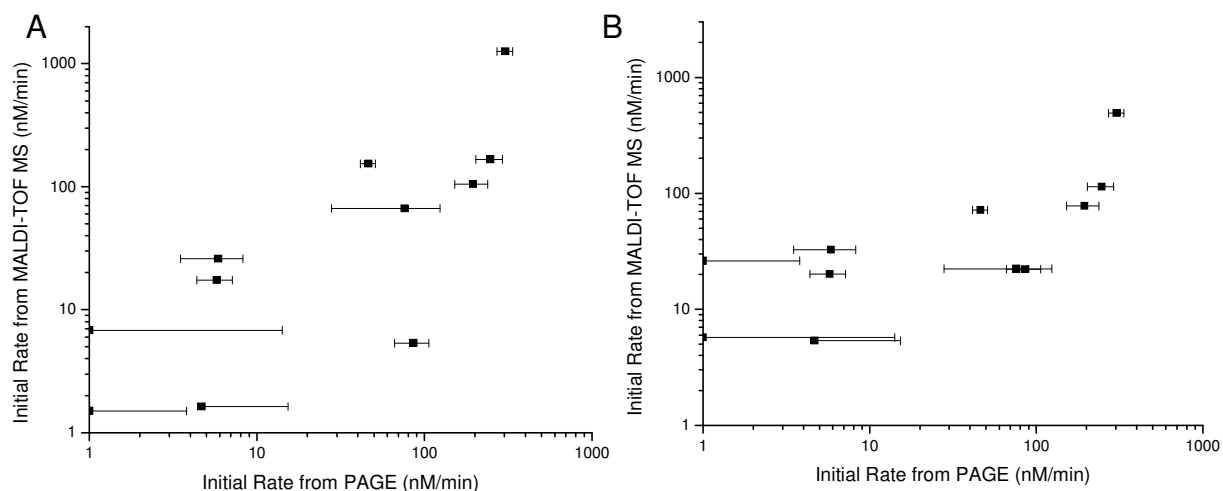 A
Initial Rate from MALDI-TOF MS (nM/min)
1000
100
10
1
1 10 100 1000
Initial Rate from PAGE (nM/min)
B
Initial Rate from MALDI-TOF MS (nM/min)
1000
100
10
1
1 10 100 1000
Initial Rate from PAGE (nM/min)